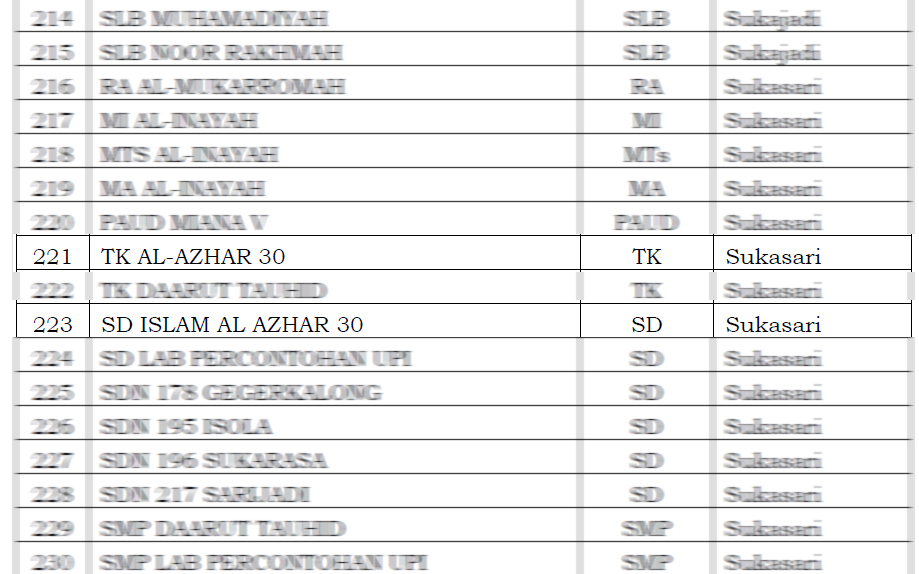 214 SLB MUHAMADIYAH SLB Sukajadi
215 SLB NOOR RAKHMAH SLB Sukajadi
216 RA AL-MUKARROMAH RA Sukasari
217 MI AL-INAYAH MI Sukasari
218 MTS AL-INAYAH MTs Sukasari
219 MA AL-INAYAH MA Sukasari
220 PAUD MIANA V PAUD Sukasari
221 TK AL-AZHAR 30 TK Sukasari
222 TK DAARUT TAUHID TK Sukasari
223 SD ISLAM AL AZHAR 30 SD Sukasari
224 SD LAB PERCONTOHAN UPI SD Sukasari
225 SDN 178 GEGERKALONG SD Sukasari
226 SDN 195 ISOLA SD Sukasari
227 SDN 196 SUKARASA SD Sukasari
228 SDN 217 SARIJADI SD Sukasari
229 SMP DAARUT TAUHID SMP Sukasari
230 SMP LAB PERCONTOHAN UPI SMP Sukasari